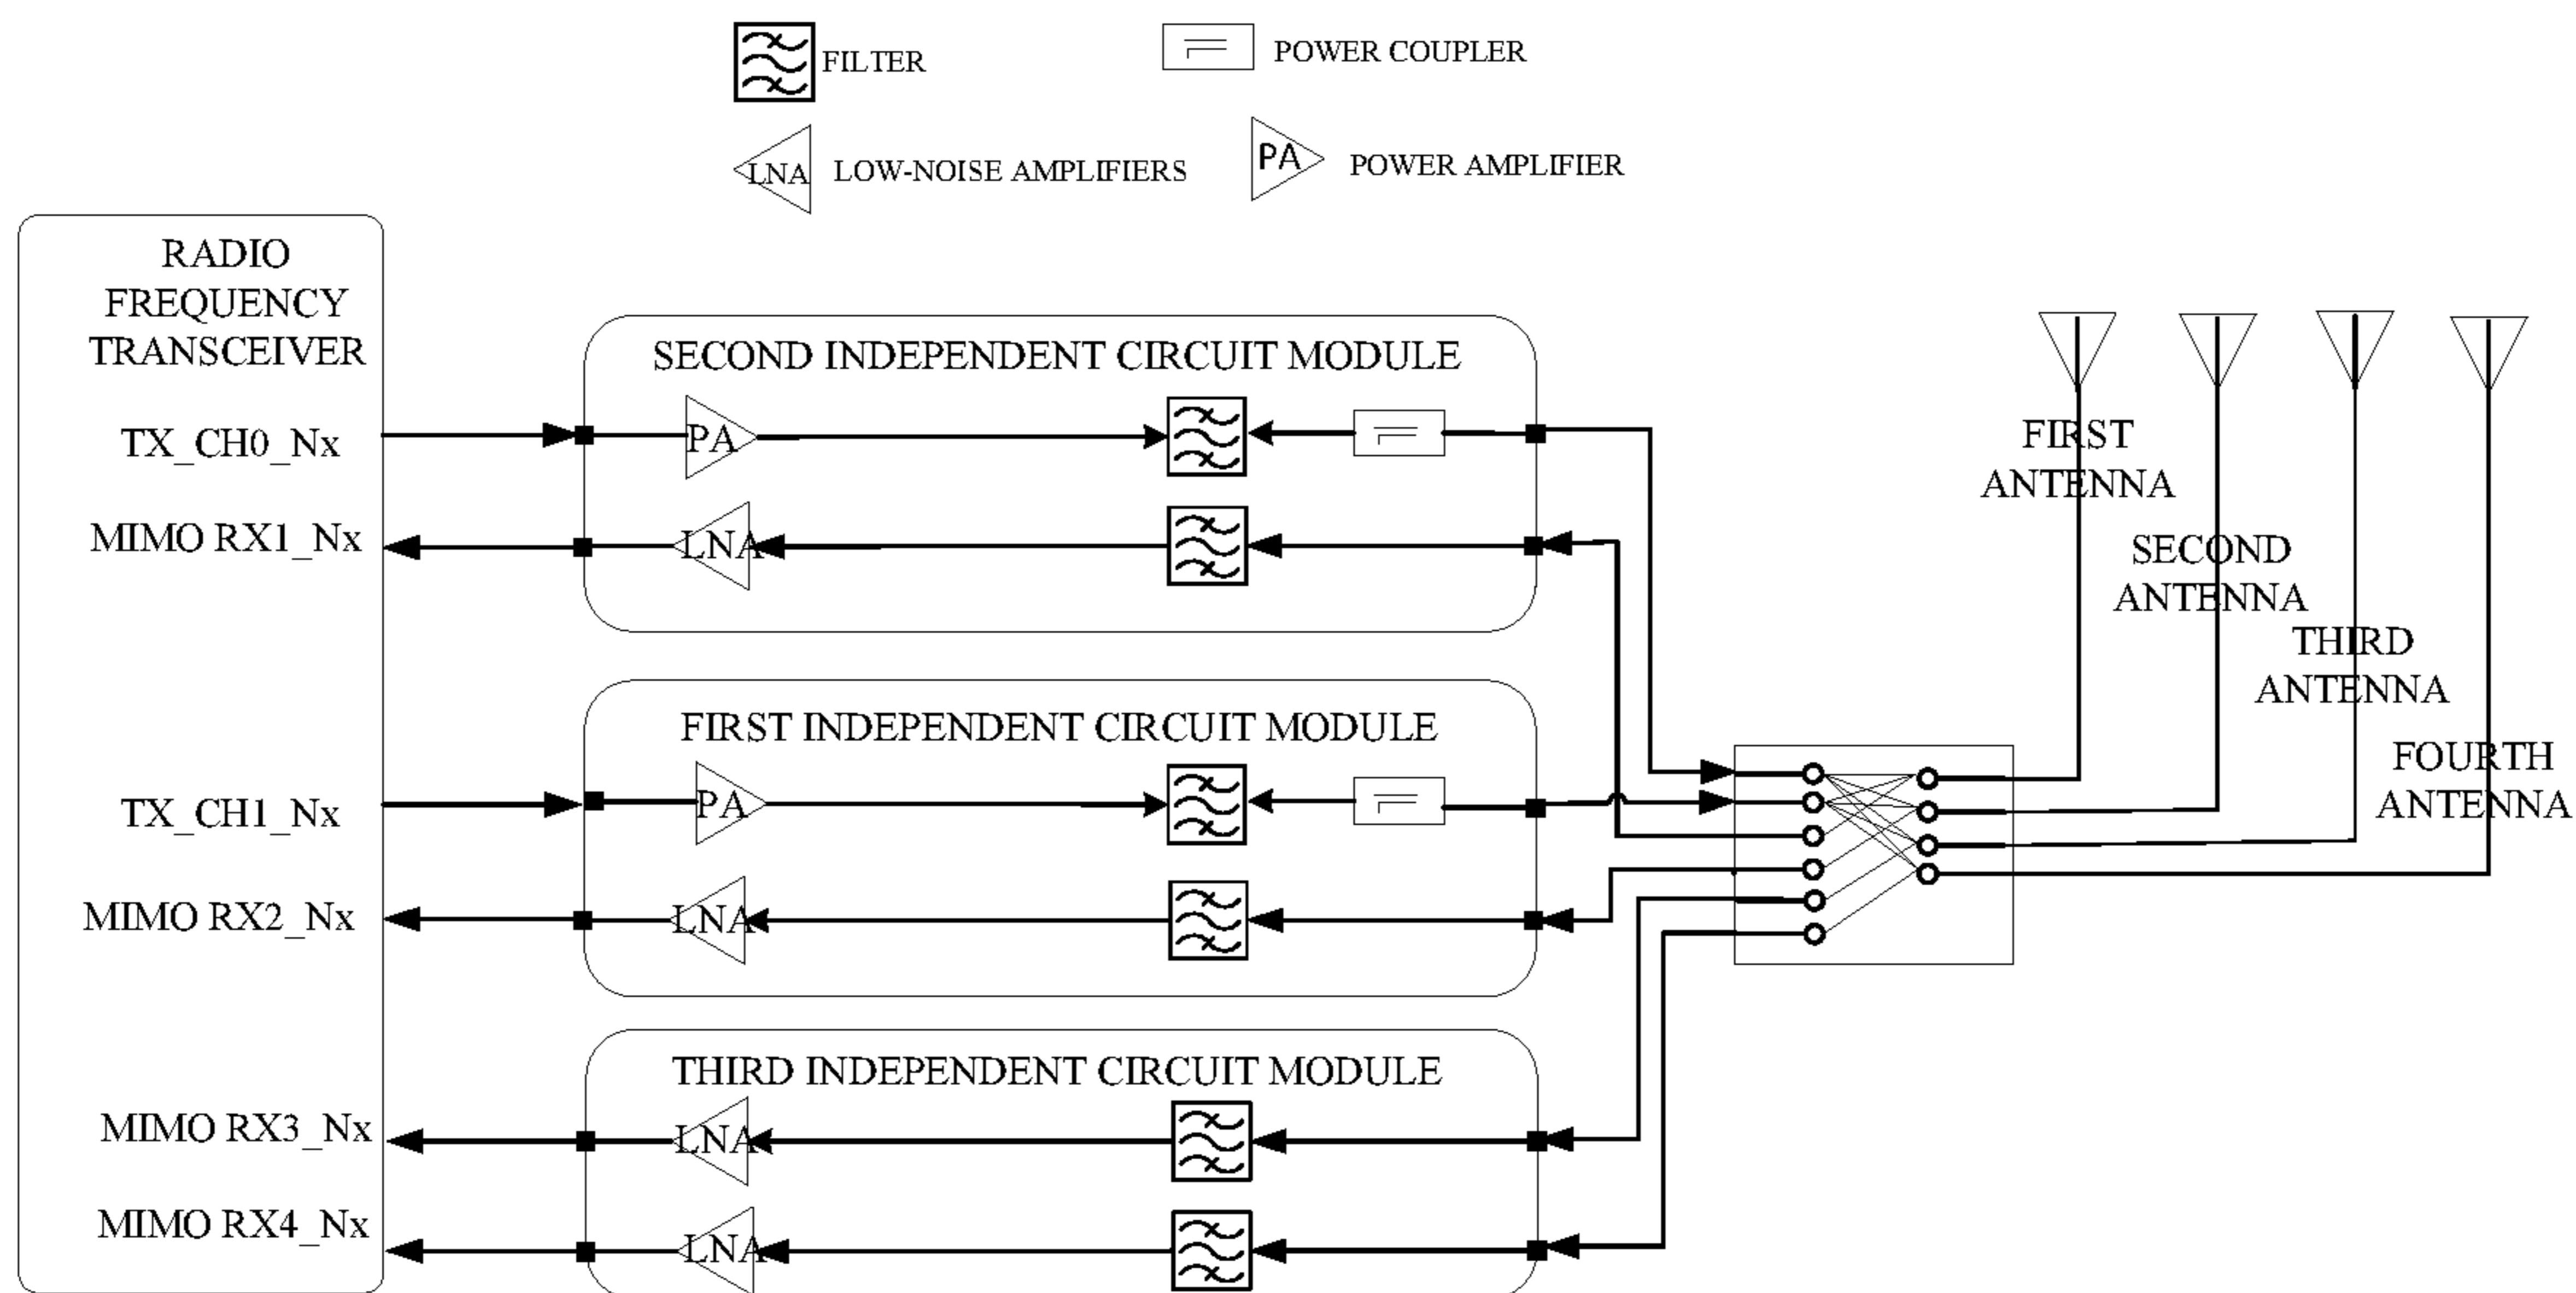 FILTER
POWER COUPLER
LNA
LOW-NOISE AMPLIFIERS
PA
POWER AMPLIFIER
RADIO
FREQUENCY
TRANSCEIVER
TX_CH0_Nx
MIMO RX1_Nx
TX_CH1_Nx
MIMO RX2_Nx
MIMO RX3_Nx
MIMO RX4_Nx
SECOND INDEPENDENT CIRCUIT MODULE
PA
LNA
FIRST INDEPENDENT CIRCUIT MODULE
PA
LNA
THIRD INDEPENDENT CIRCUIT MODULE
LNA
LNA
FIRST
ANTENNA
SECOND
ANTENNA
THIRD
ANTENNA
FOURTH
ANTENNA